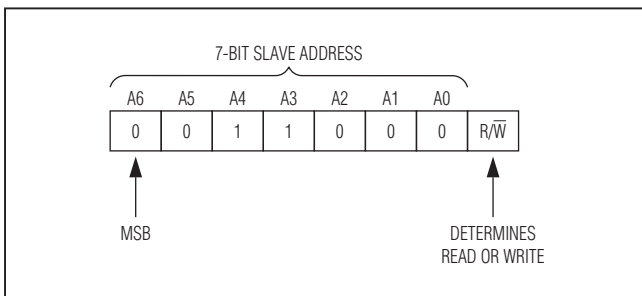 7-BIT SLAVE ADDRESS
A6 A5 A4 A3 A2 A1 A0
0 0 1 1 0 0 0 R/W̅
MSB
DETERMINES
READ OR WRITE